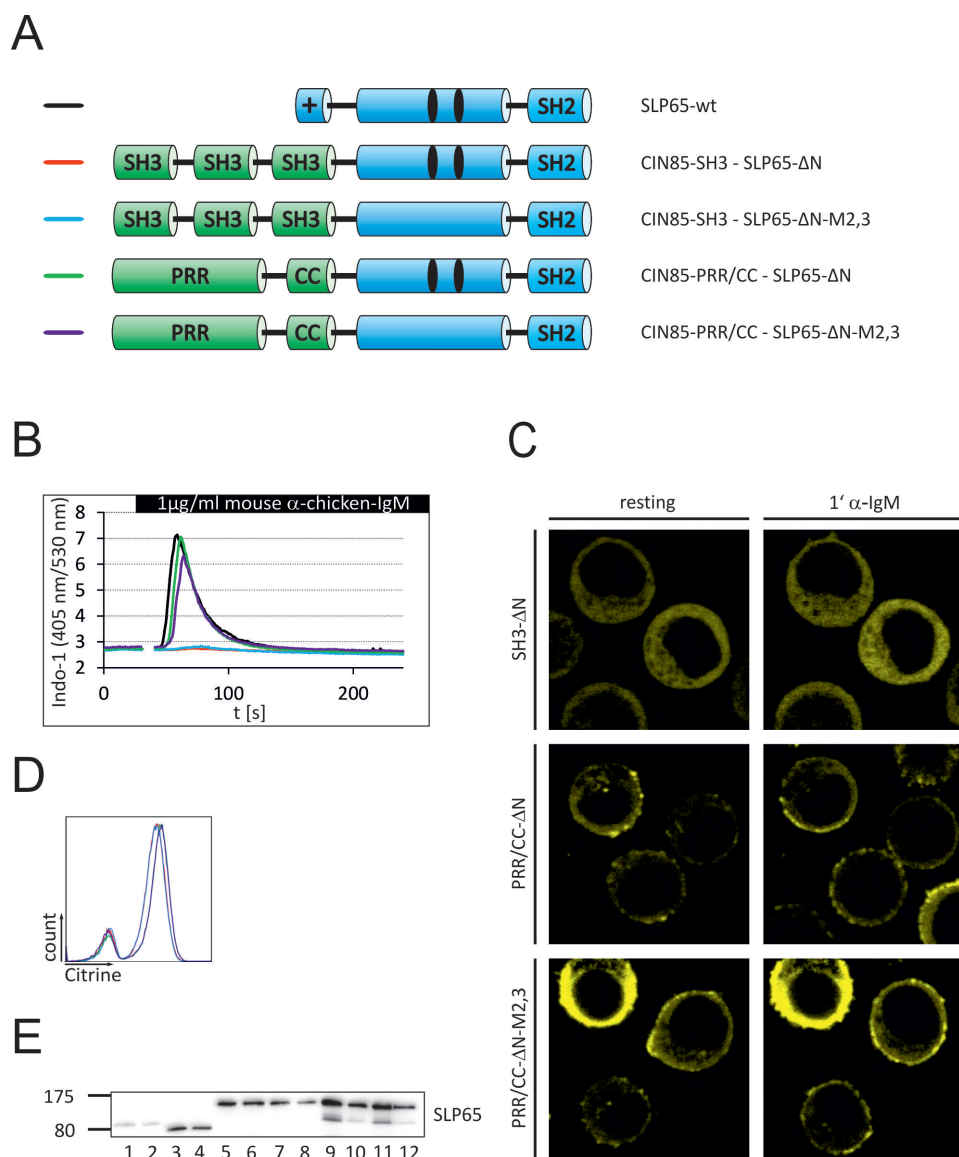 A
+ SH2 SLP65-wt
SH3 SH3 SH3 SH2 CIN85-SH3 - SLP65-ΔN
SH3 SH3 SH3 SH2 CIN85-SH3 - SLP65-ΔN-M2,3
PRR CC SH2 CIN85-PRR/CC - SLP65-ΔN
PRR CC SH2 CIN85-PRR/CC - SLP65-ΔN-M2,3
B
1µg/ml mouse α-chicken-IgM
Indo-1 (405 nm/530 nm)
8
7
6
5
4
3
2
0 100 200
t [s]
C
resting 1' α-IgM
SH3-ΔN
PRR/CC-ΔN
PRR/CC-ΔN-M2,3
D
count
Citrine
E
175
80
SLP65
1 2 3 4 5 6 7 8 9 10 11 12